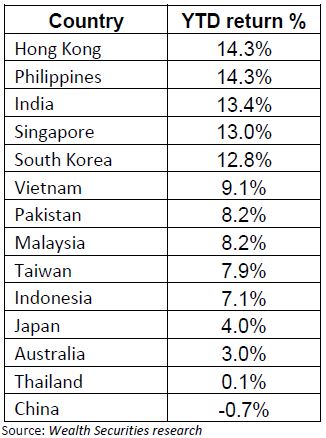 Country YTD return %
Hong Kong 14.3%
Philippines 14.3%
India 13.4%
Singapore 13.0%
South Korea 12.8%
Vietnam 9.1%
Pakistan 8.2%
Malaysia 8.2%
Taiwan 7.9%
Indonesia 7.1%
Japan 4.0%
Australia 3.0%
Thailand 0.1%
China -0.7%
Source: Wealth Securities research